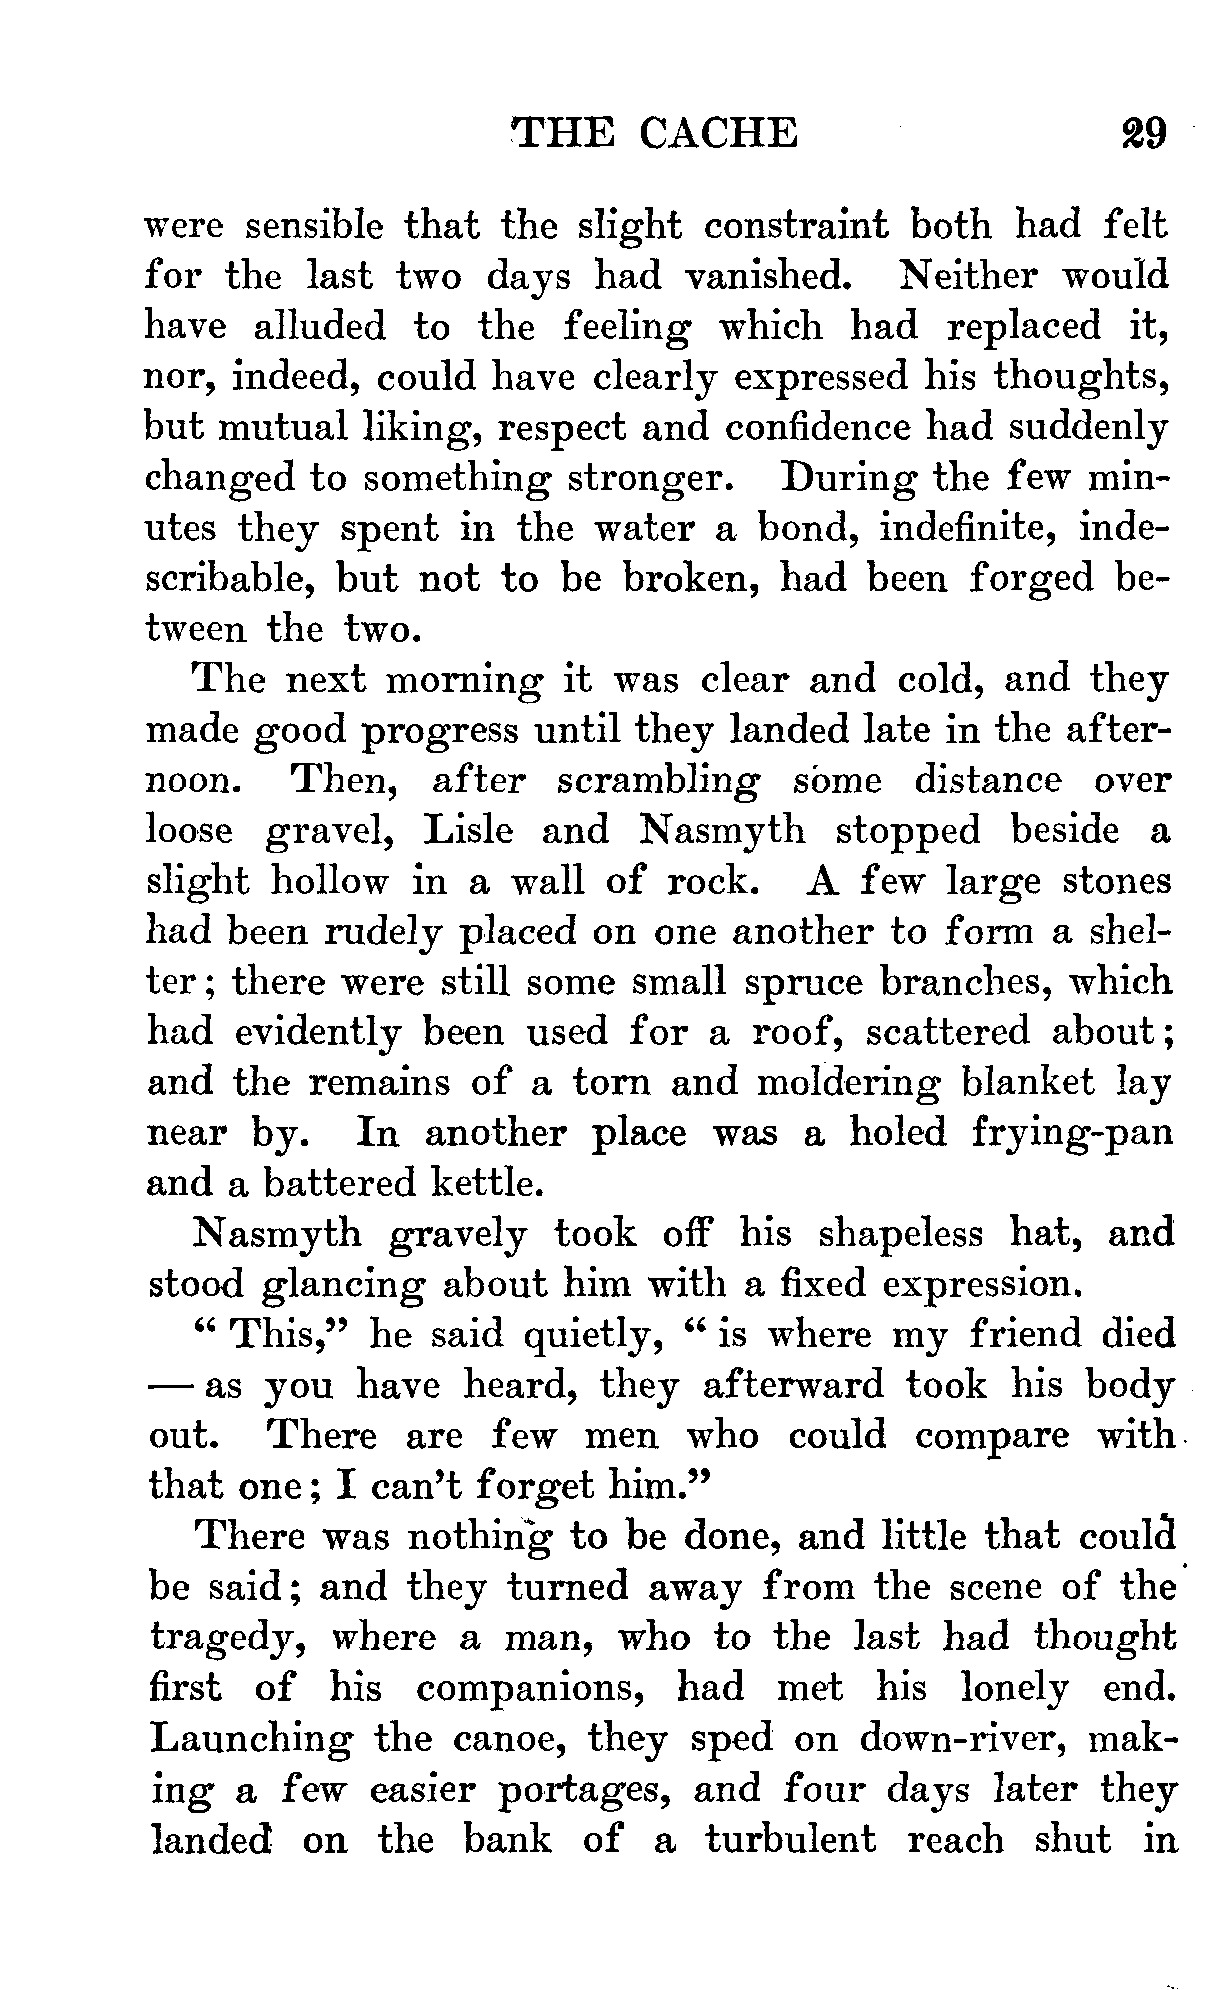 THE CACHE 29
were sensible that the slight constraint both had felt
for the last two days had vanished. Neither would
have alluded to the feeling which had replaced it,
nor, indeed, could have clearly expressed his thoughts,
but mutual liking, respect and confidence had suddenly
changed to something stronger. During the few min-
utes they spent in the water a bond, indefinite, inde-
scribable, but not to be broken, had been forged be-
tween the two.
The next morning it was clear and cold, and they
made good progress until they landed late in the after-
noon. Then, after scrambling some distance over
loose gravel, Lisle and Nasmyth stopped beside a
slight hollow in a wall of rock. A few large stones
had been rudely placed on one another to form a shel-
ter; there were still some small spruce branches, which
had evidently been used for a roof, scattered about;
and the remains of a torn and moldering blanket lay
near by. In another place was a holed frying-pan
and a battered kettle.
Nasmyth gravely took off his shapeless hat, and
stood glancing about him with a fixed expression.
“ This,” he said quietly, “ is where my friend died
— as you have heard, they afterward took his body
out. There are few men who could compare with
that one; I can’t forget him.”
There was nothing to be done, and little that could
be said; and they turned away from the scene of the
tragedy, where a man, who to the last had thought
first of his companions, had met his lonely end.
Launching the canoe, they sped on down-river, mak-
ing a few easier portages, and four days later they
landed on the bank of a turbulent reach shut in